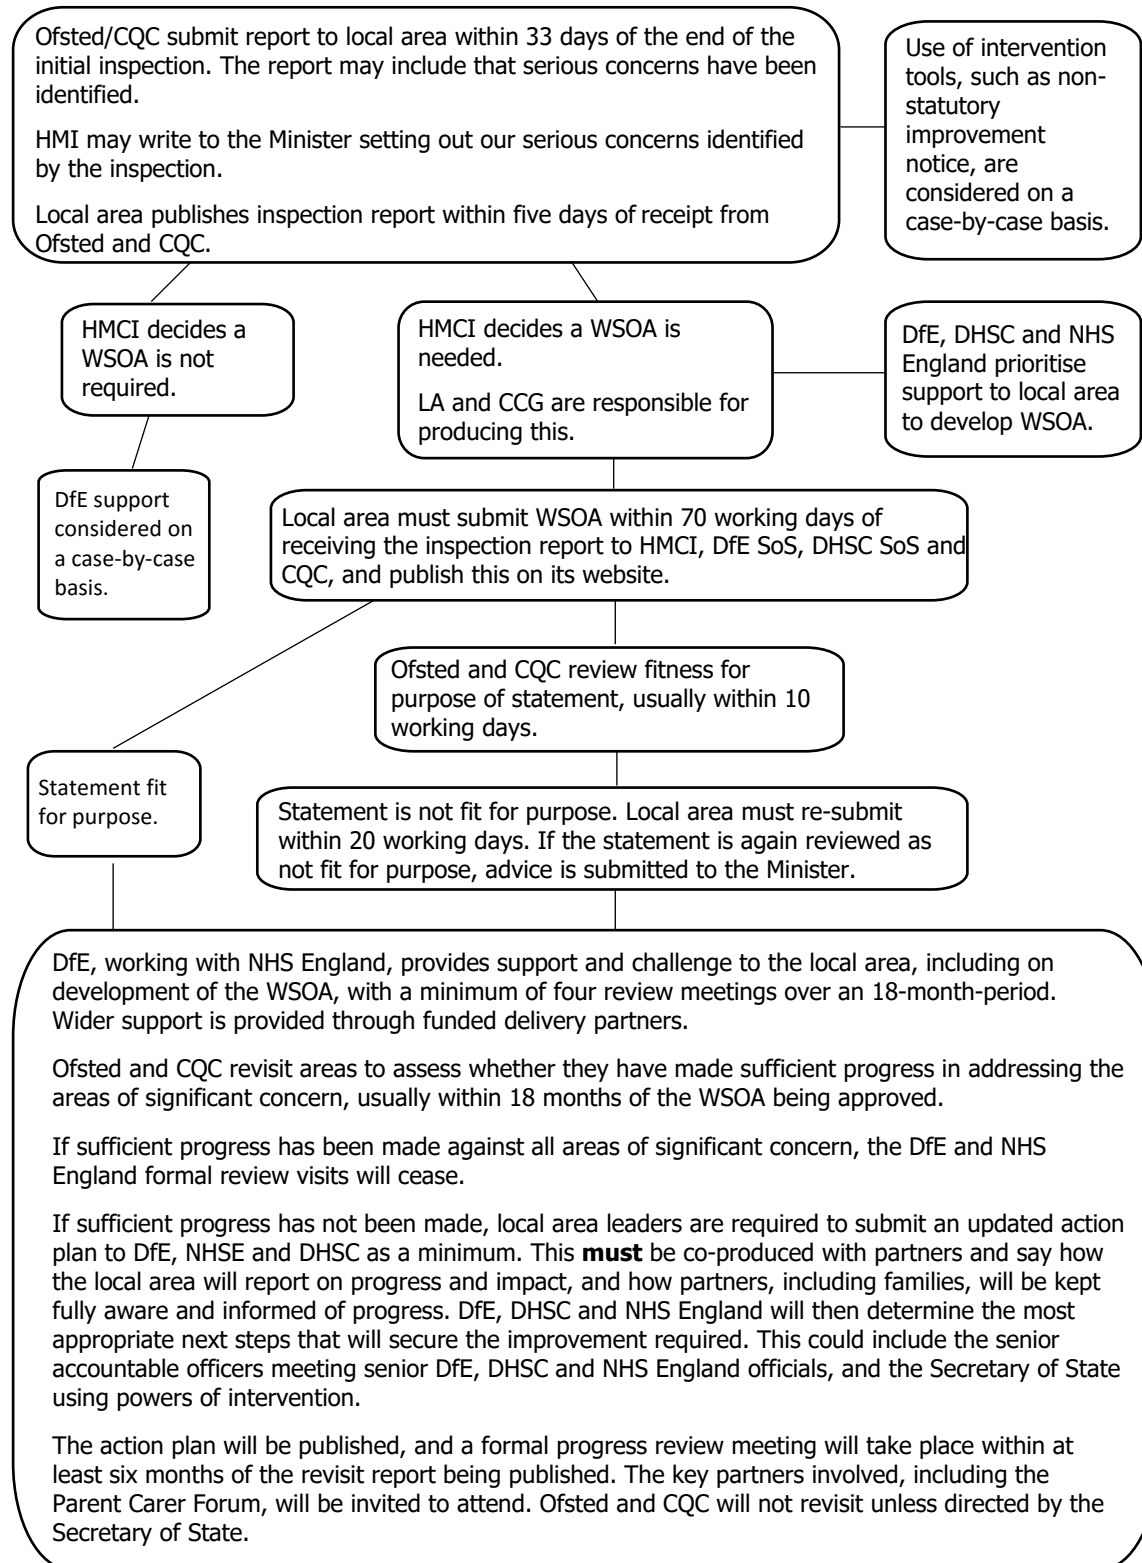 Ofsted/CQC submit report to local area within 33 days of the end of the
initial inspection. The report may include that serious concerns have been
identified.
HMI may write to the Minister setting out our serious concerns identified
by the inspection.
Local area publishes inspection report within five days of receipt from
Ofsted and CQC.
Use of intervention
tools, such as non-
statutory
improvement
notice, are
considered on a
case-by-case basis.
HMCI decides a
WSOA is not
required.
HMCI decides a WSOA is
needed.
LA and CCG are responsible for
producing this.
DfE, DHSC and NHS
England prioritise
support to local area
to develop WSOA.
DfE support
considered on
a case-by-case
basis.
Local area must submit WSOA within 70 working days of
receiving the inspection report to HMCI, DfE SoS, DHSC SoS and
CQC, and publish this on its website.
Ofsted and CQC review fitness for
purpose of statement, usually within 10
working days.
Statement fit
for purpose.
Statement is not fit for purpose. Local area must re-submit
within 20 working days. If the statement is again reviewed as
not fit for purpose, advice is submitted to the Minister.
DfE, working with NHS England, provides support and challenge to the local area, including on
development of the WSOA, with a minimum of four review meetings over an 18-month-period.
Wider support is provided through funded delivery partners.
Ofsted and CQC revisit areas to assess whether they have made sufficient progress in addressing the
areas of significant concern, usually within 18 months of the WSOA being approved.
If sufficient progress has been made against all areas of significant concern, the DfE and NHS
England formal review visits will cease.
If sufficient progress has not been made, local area leaders are required to submit an updated action
plan to DfE, NHSE and DHSC as a minimum. This must be co-produced with partners and say how
the local area will report on progress and impact, and how partners, including families, will be kept
fully aware and informed of progress. DfE, DHSC and NHS England will then determine the most
appropriate next steps that will secure the improvement required. This could include the senior
accountable officers meeting senior DfE, DHSC and NHS England officials, and the Secretary of State
using powers of intervention.
The action plan will be published, and a formal progress review meeting will take place within at
least six months of the revisit report being published. The key partners involved, including the
Parent Carer Forum, will be invited to attend. Ofsted and CQC will not revisit unless directed by the
Secretary of State.